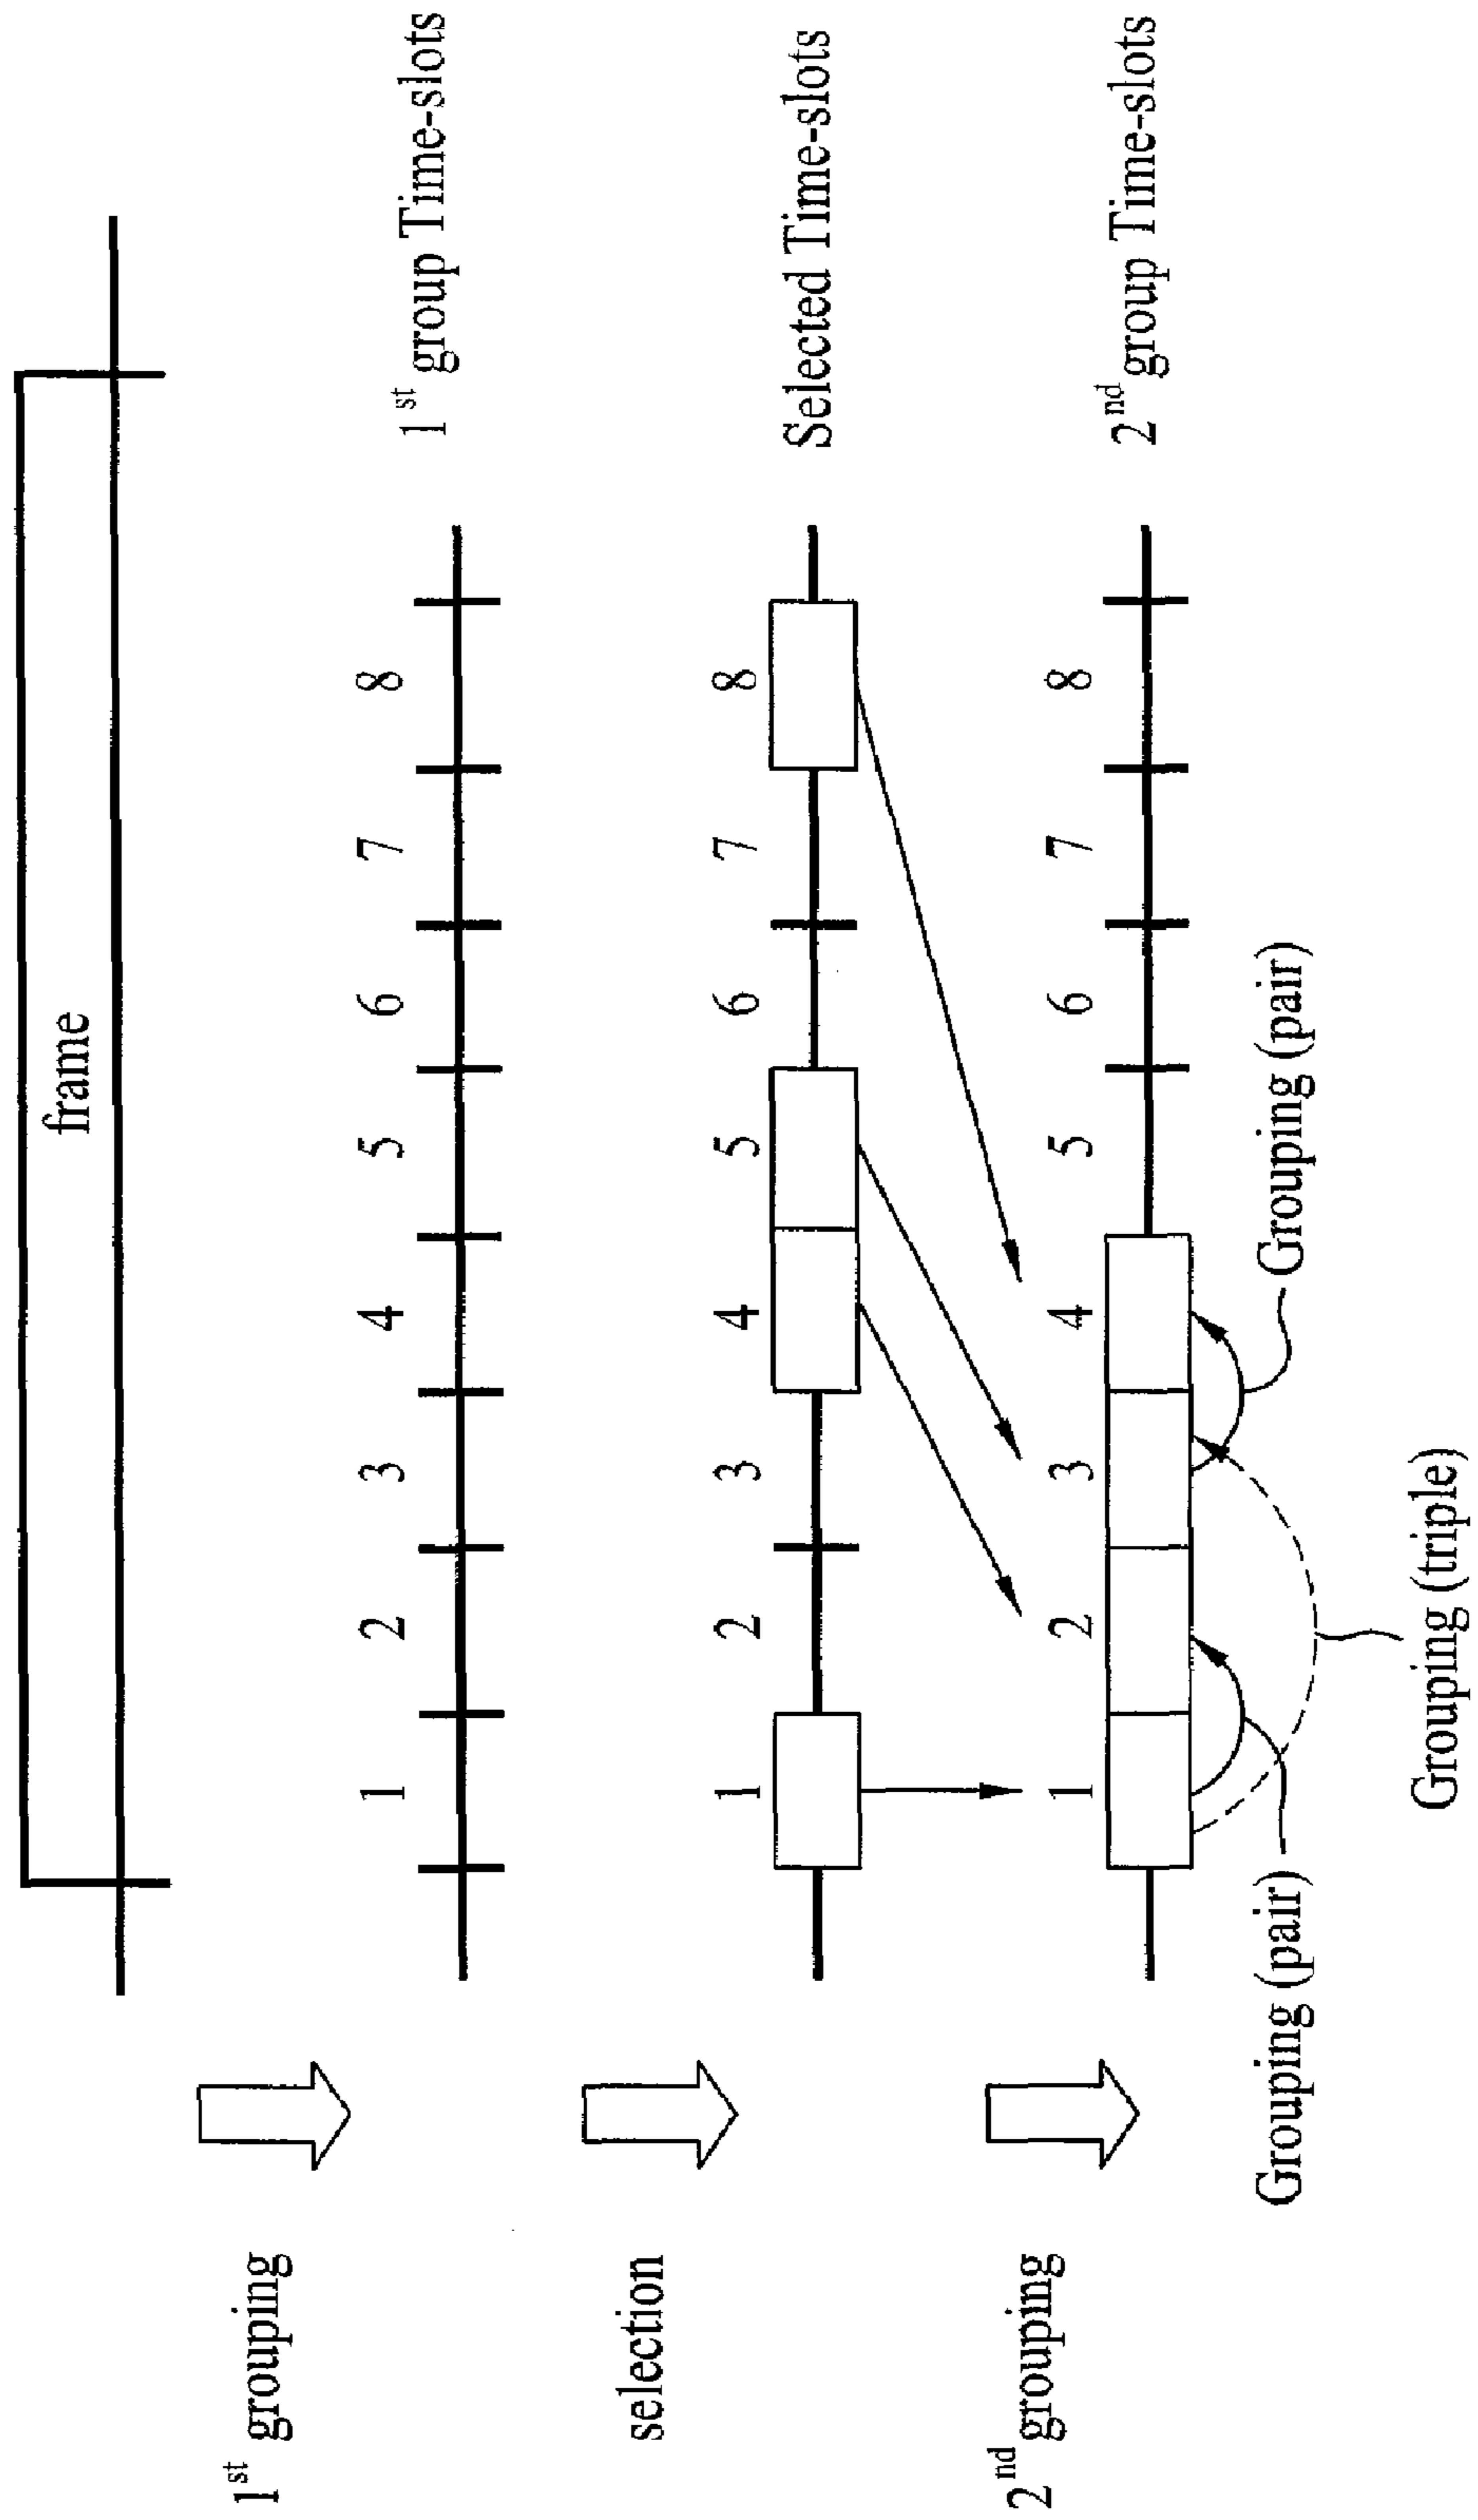 frame
1st grouping
1 2 3 4 5 6 7 8
1st group Time-slots
selection
1 2 3 4 5 6 7 8
Selected Time-slots
2nd grouping
1 2 3 4 5 6 7 8
2nd group Time-slots
Grouping (pair)
Grouping (pair)
Grouping (triple)